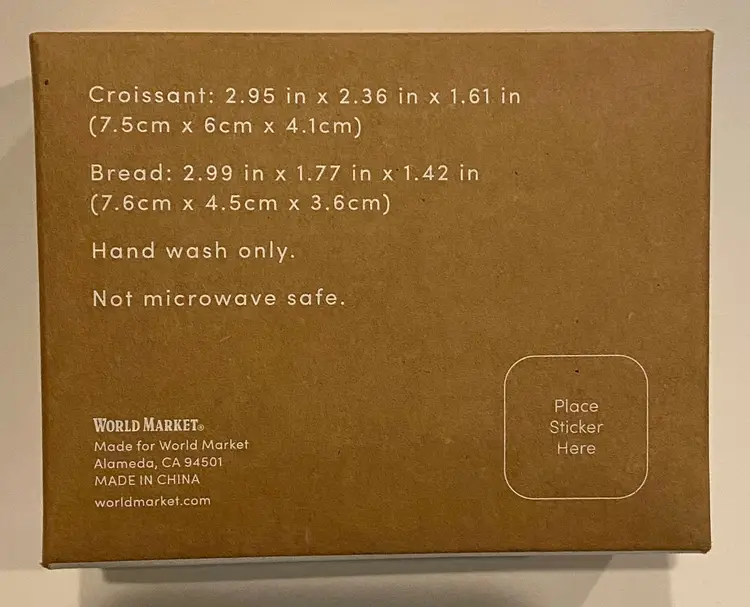 Croissant: 2.95 in x 2.36 in x 1.61 in
(7.5cm x 6cm x 4.1cm)
Bread: 2.99 in x 1.77 in x 1.42 in
(7.6cm x 4.5cm x 3.6cm)
Hand wash only.
Not microwave safe.
WORLD MARKET®
Made for World Market
Alameda, CA 94501
MADE IN CHINA
worldmarket.com
Place
Sticker
Here